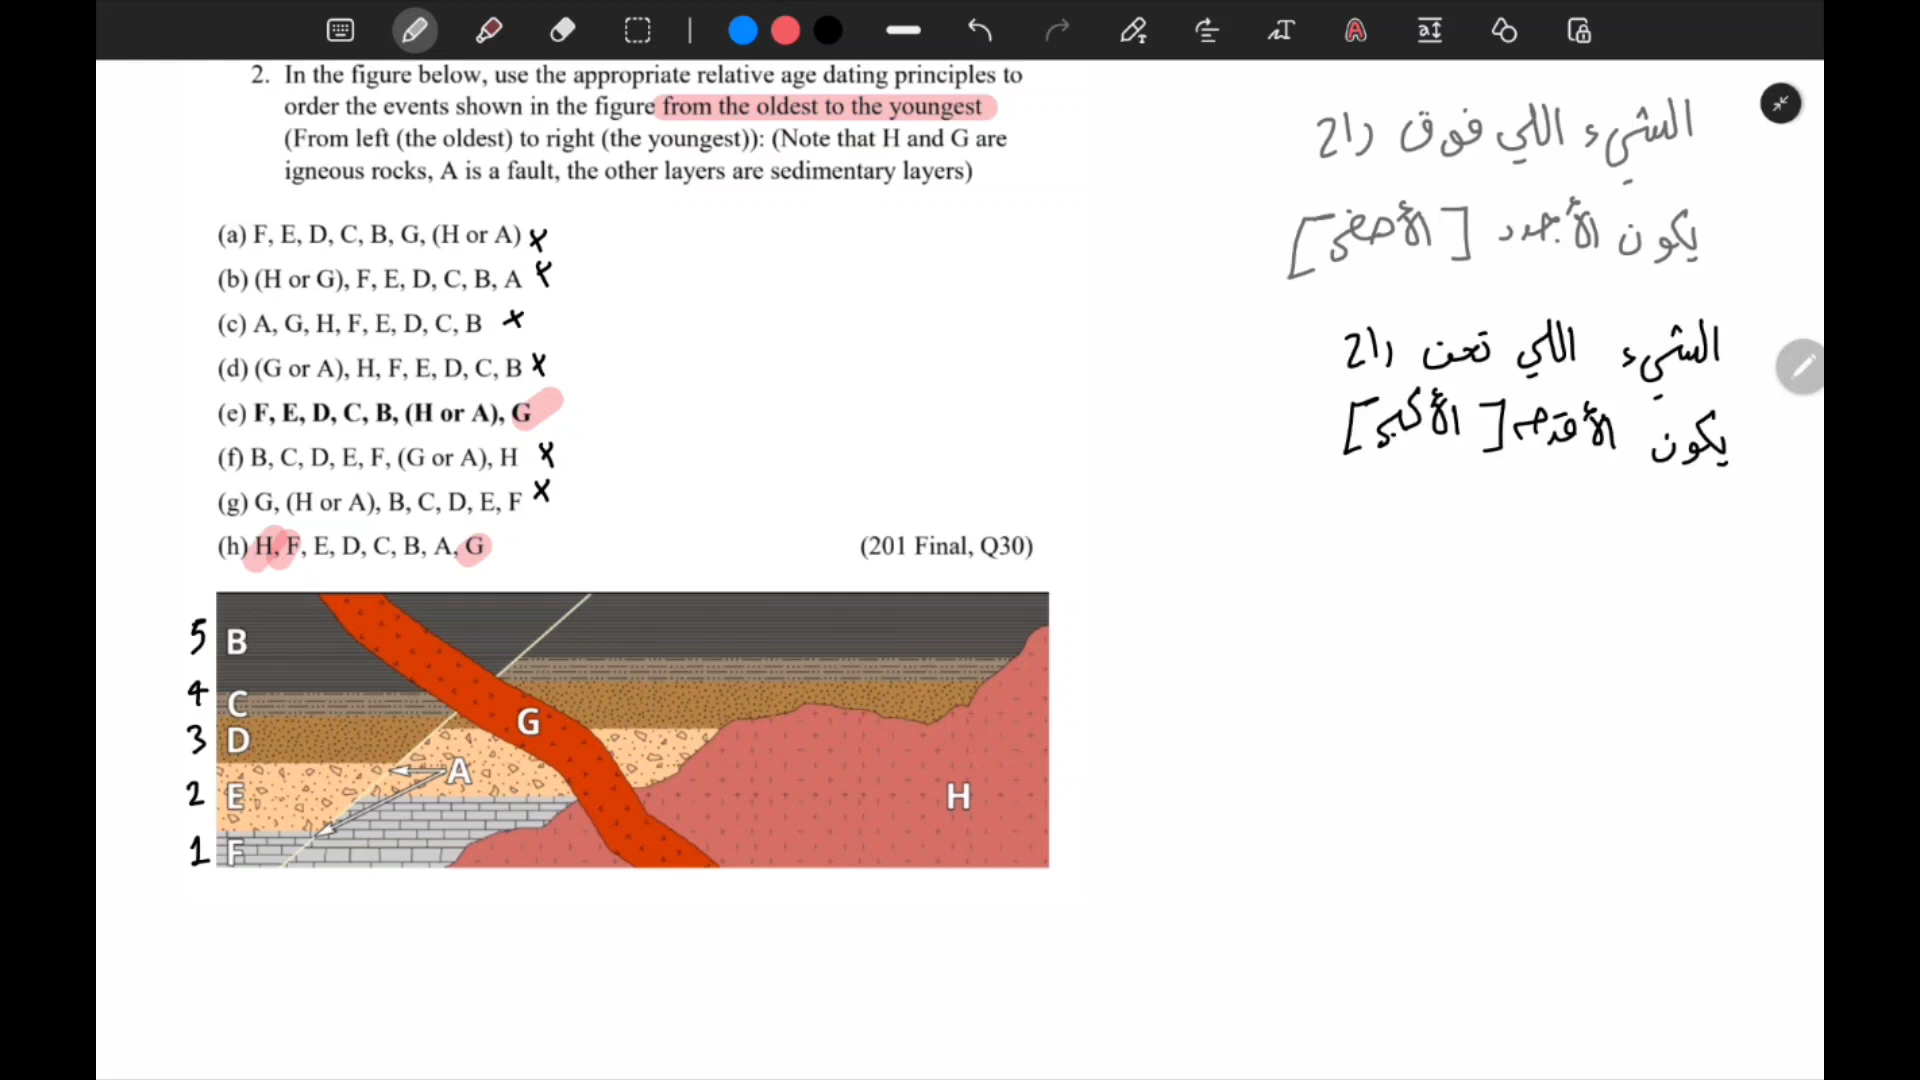 2. In the figure below, use the appropriate relative age dating principles to
order the events shown in the figure from the oldest to the youngest
(From left (the oldest) to right (the youngest)): (Note that H and G are
igneous rocks, A is a fault, the other layers are sedimentary layers)
(a) F, E, D, C, B, G, (H or A) x
(b) (H or G), F, E, D, C, B, A x
(c) A, G, H, F, E, D, C, B x
(d) (G or A), H, F, E, D, C, B x
(e) F, E, D, C, B, (H or A), G
(f) B, C, D, E, F, (G or A), H x
(g) G, (H or A), B, C, D, E, F x
(h) H, F, E, D, C, B, A, G (201 Final, Q30)
5 B
4 C
3 D
2 E
1 F
G
A
H
الشيء اللي فوق راح
يكون الأجدد [الأصغر]
الشيء اللي تحت راح
يكون الأقدم [الأكبر]